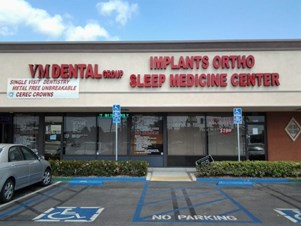 VM DENTAL GROUP
SINGLE VISIT DENTISTRY
METAL FREE UNBREAKABLE
CEREC CROWNS
IMPLANTS ORTHO
SLEEP MEDICINE CENTER
NO PARKING